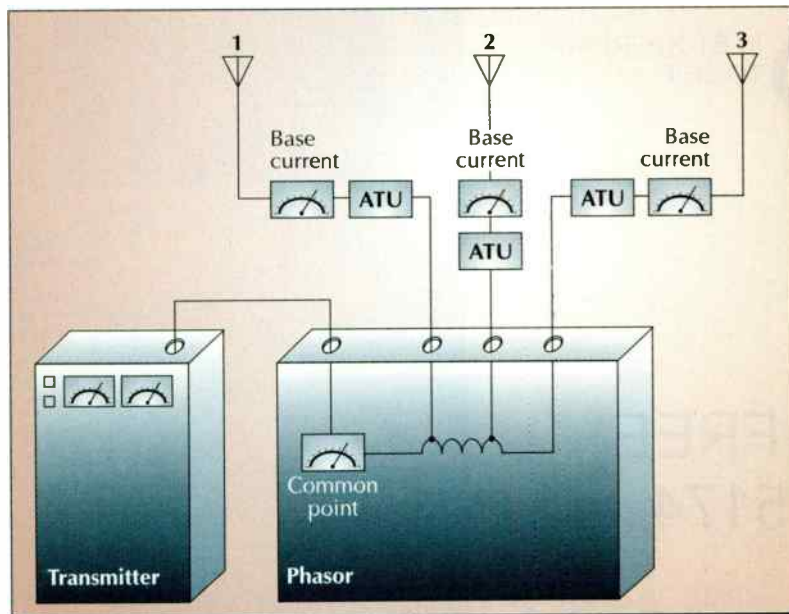 1
2
3
Base
current
Base
current
Base
current
ATU
ATU
ATU
Common
point
Transmitter
Phasor